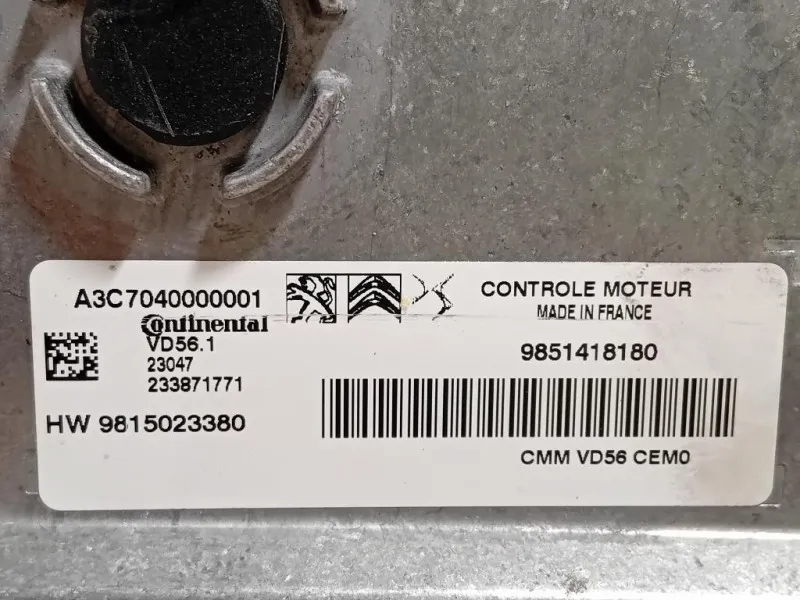 A3C7040000001
Continental
VD56.1
23047
233871771
HW 9815023380
CONTROLE MOTEUR
MADE IN FRANCE
9851418180
CMM VD56 CEM0